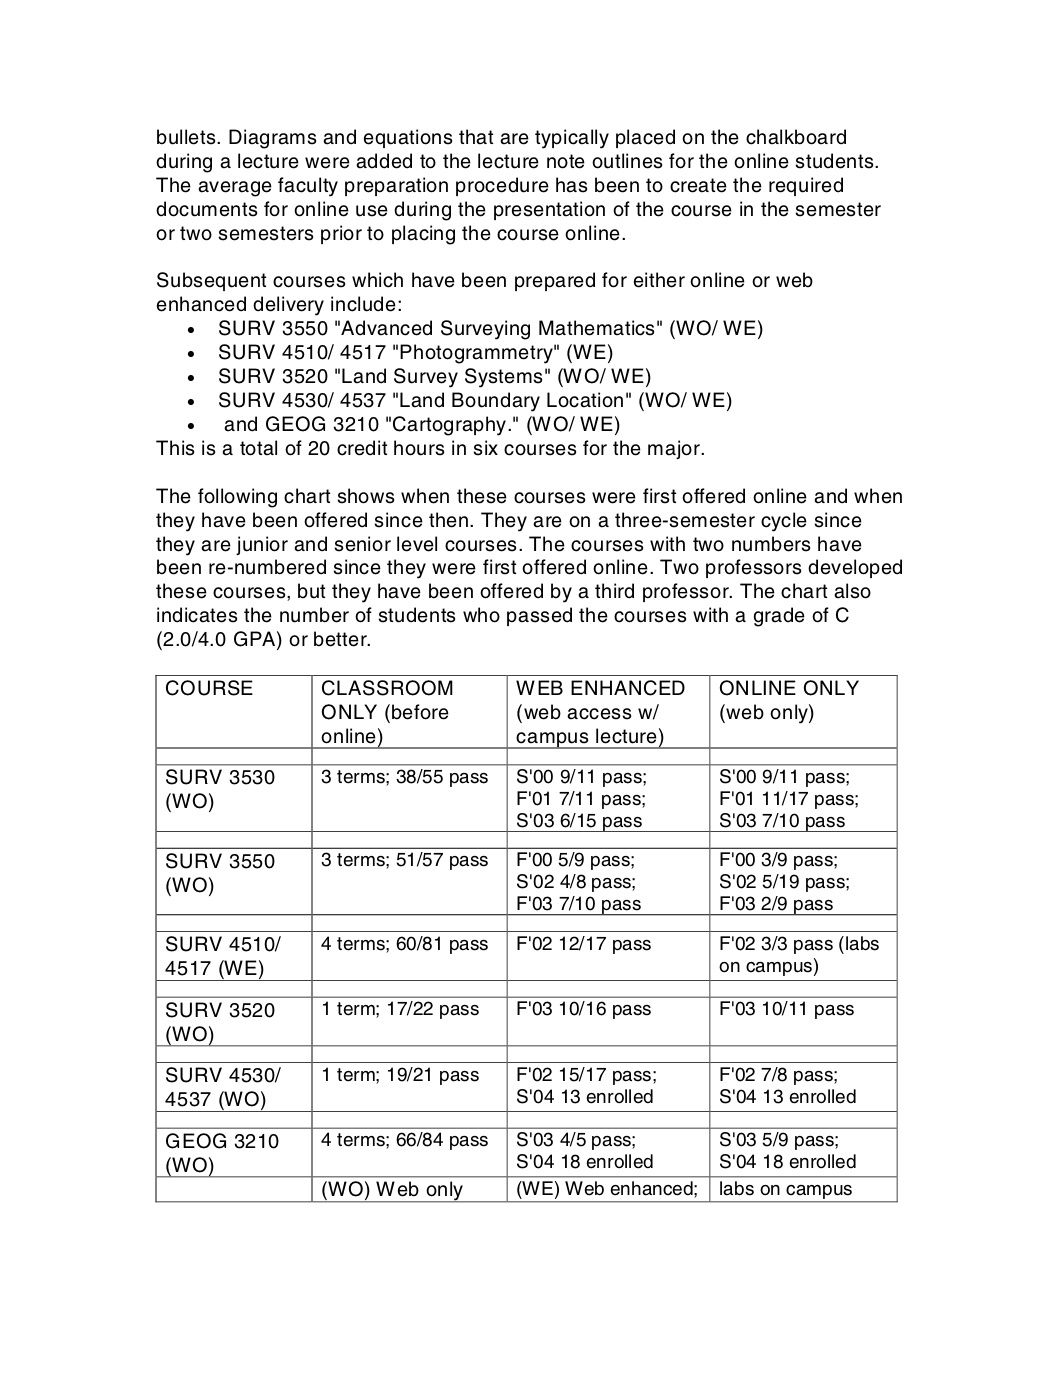 bullets. Diagrams and equations that are typically placed on the chalkboard
during a lecture were added to the lecture note outlines for the online students.
The average faculty preparation procedure has been to create the required
documents for online use during the presentation of the course in the semester
or two semesters prior to placing the course online.
Subsequent courses which have been prepared for either online or web
enhanced delivery include:
• SURV 3550 "Advanced Surveying Mathematics" (WO/ WE)
• SURV 4510/ 4517 "Photogrammetry" (WE)
• SURV 3520 "Land Survey Systems" (WO/ WE)
• SURV 4530/ 4537 "Land Boundary Location" (WO/ WE)
• and GEOG 3210 "Cartography." (WO/ WE)
This is a total of 20 credit hours in six courses for the major.
The following chart shows when these courses were first offered online and when
they have been offered since then. They are on a three-semester cycle since
they are junior and senior level courses. The courses with two numbers have
been re-numbered since they were first offered online. Two professors developed
these courses, but they have been offered by a third professor. The chart also
indicates the number of students who passed the courses with a grade of C
(2.0/4.0 GPA) or better.
COURSE
CLASSROOM
ONLY (before
online)
WEB ENHANCED
(web access w/
campus lecture)
ONLINE ONLY
(web only)
SURV 3530
(WO)
3 terms; 38/55 pass
S'00 9/11 pass;
F'01 7/11 pass;
S'03 6/15 pass
S'00 9/11 pass;
F'01 11/17 pass;
S'03 7/10 pass
SURV 3550
(WO)
3 terms; 51/57 pass
F'00 5/9 pass;
S'02 4/8 pass;
F'03 7/10 pass
F'00 3/9 pass;
S'02 5/19 pass;
F'03 2/9 pass
SURV 4510/
4517 (WE)
4 terms; 60/81 pass
F'02 12/17 pass
F'02 3/3 pass (labs
on campus)
SURV 3520
(WO)
1 term; 17/22 pass
F'03 10/16 pass
F'03 10/11 pass
SURV 4530/
4537 (WO)
1 term; 19/21 pass
F'02 15/17 pass;
S'04 13 enrolled
F'02 7/8 pass;
S'04 13 enrolled
GEOG 3210
(WO)
4 terms; 66/84 pass
S'03 4/5 pass;
S'04 18 enrolled
S'03 5/9 pass;
S'04 18 enrolled
(WO) Web only
(WE) Web enhanced;
labs on campus